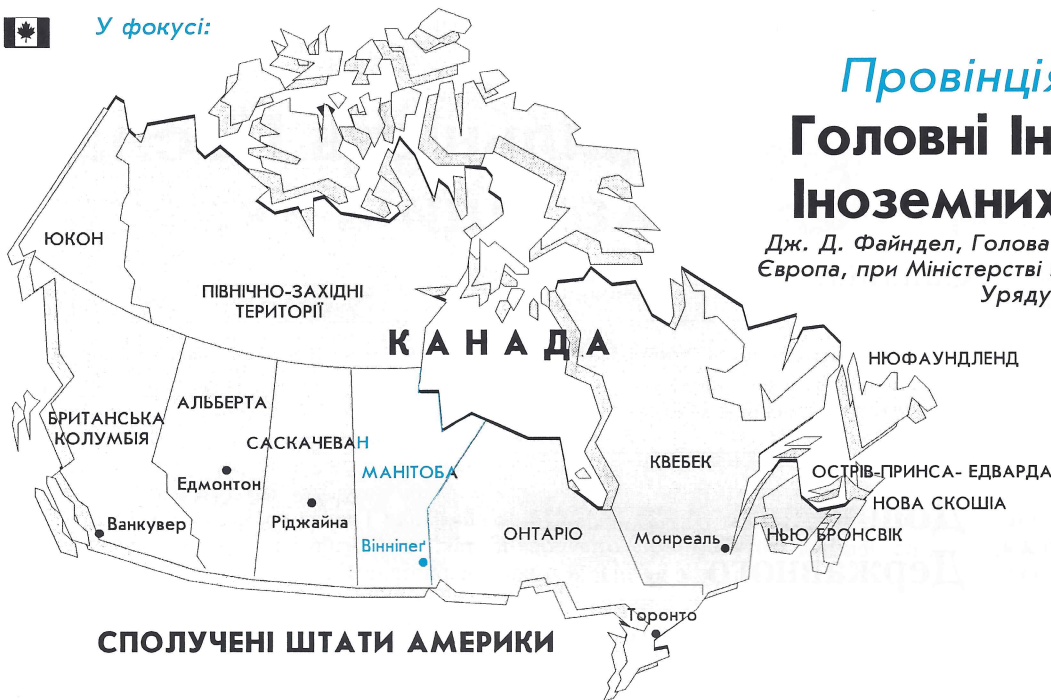 У фокусі:
Провінція
Головні Ін
Іноземних
Дж. Д. Файндел, Голова
Європа, при Міністерстві
Уряду
ЮКОН
ПІВНІЧНО-ЗАХІДНІ
ТЕРИТОРІЇ
КАНАДА
НЮФАУНДЛЕНД
БРИТАНСЬКА
КОЛУМБІЯ
АЛЬБЕРТА
САСКАЧЕВАН
МАНІТОБА
КВЕБЕК
ОСТРІВ-ПРИНСА- ЕДВАРДА
НОВА СКОШІА
НЬЮ БРОНСВІК
Едмонтон
Ванкувер
Ріджайна
Вінніпеґ
ОНТАРІО
Монреаль
Торонто
СПОЛУЧЕНІ ШТАТИ АМЕРИКИ